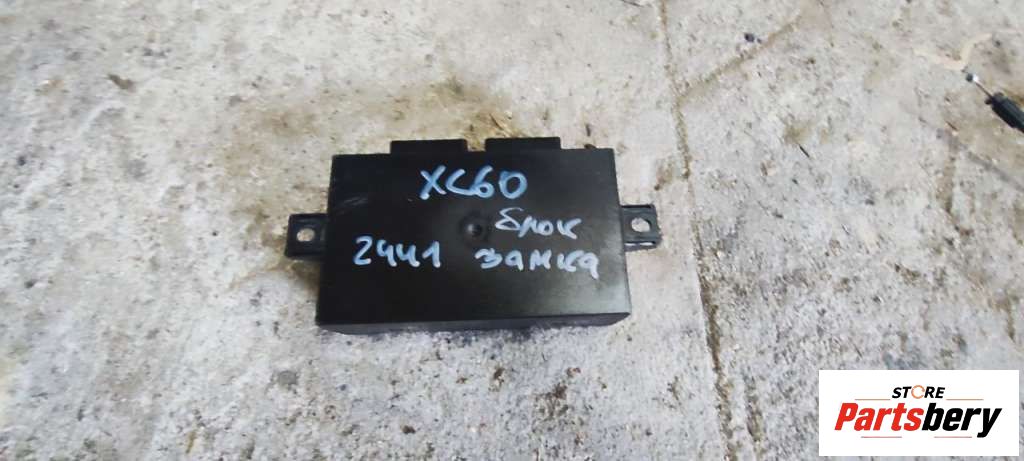 XC60
блок
2441 замка
STORE
Partsbery